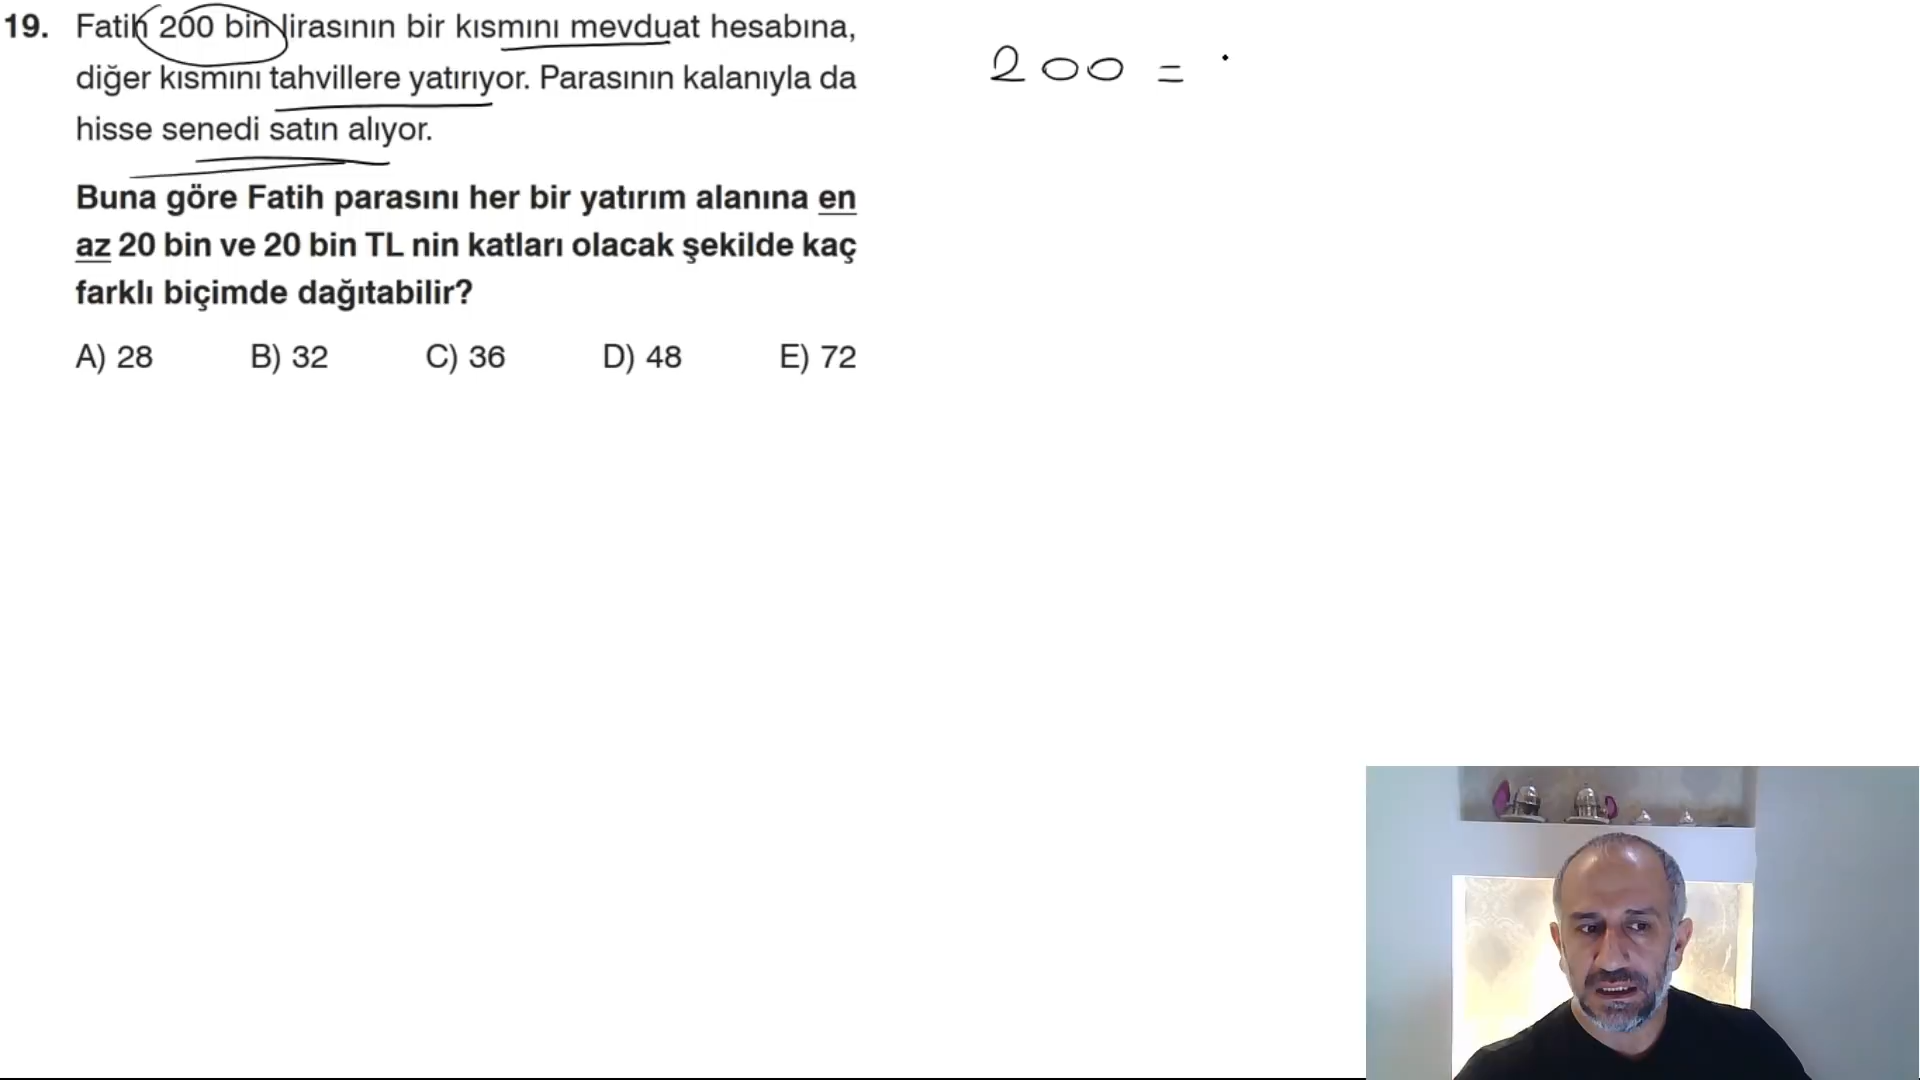 19. Fatih 200 bin lirasının bir kısmını mevduat hesabına,
diğer kısmını tahvillere yatırıyor. Parasının kalanıyla da
hisse senedi satın alıyor.
Buna göre Fatih parasını her bir yatırım alanına en
az 20 bin ve 20 bin TL nin katları olacak şekilde kaç
farklı biçimde dağıtabilir?
A) 28 B) 32 C) 36 D) 48 E) 72
200 =